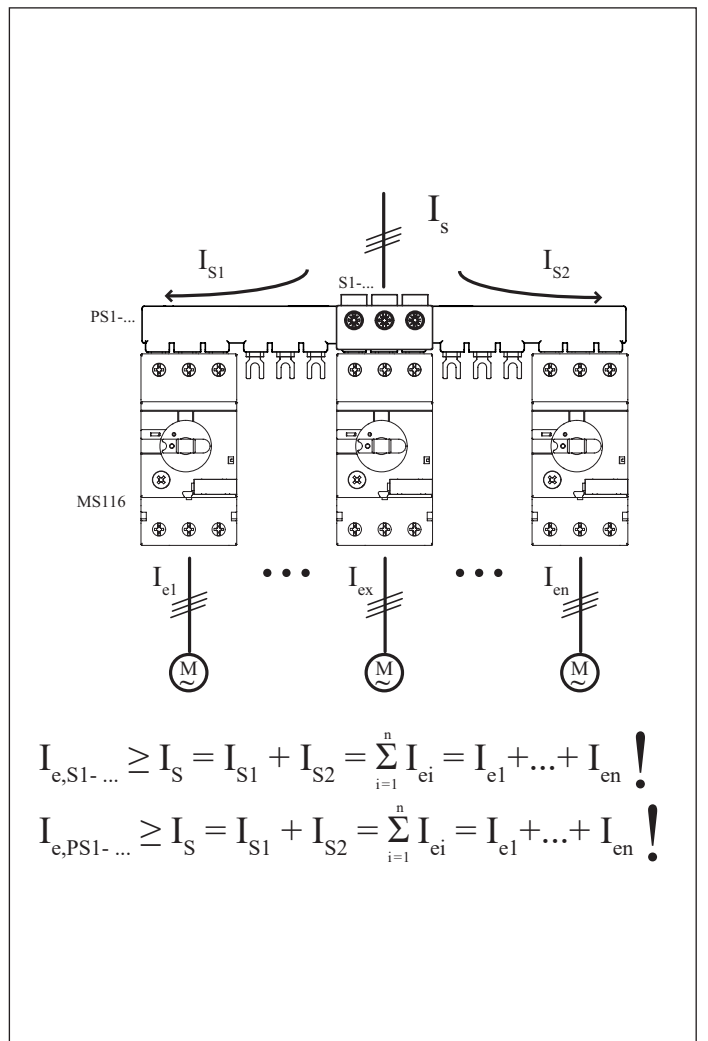 I_s
I_S1
S1-...
I_S2
PS1-...
MS116
I_e1 ••• I_ex ••• I_en
M ~ M ~ M ~
I_e,S1- ... ≥ I_S = I_S1 + I_S2 = Σ_{i=1}^{n} I_ei = I_e1+...+ I_en !
I_e,PS1- ... ≥ I_S = I_S1 + I_S2 = Σ_{i=1}^{n} I_ei = I_e1+...+ I_en !